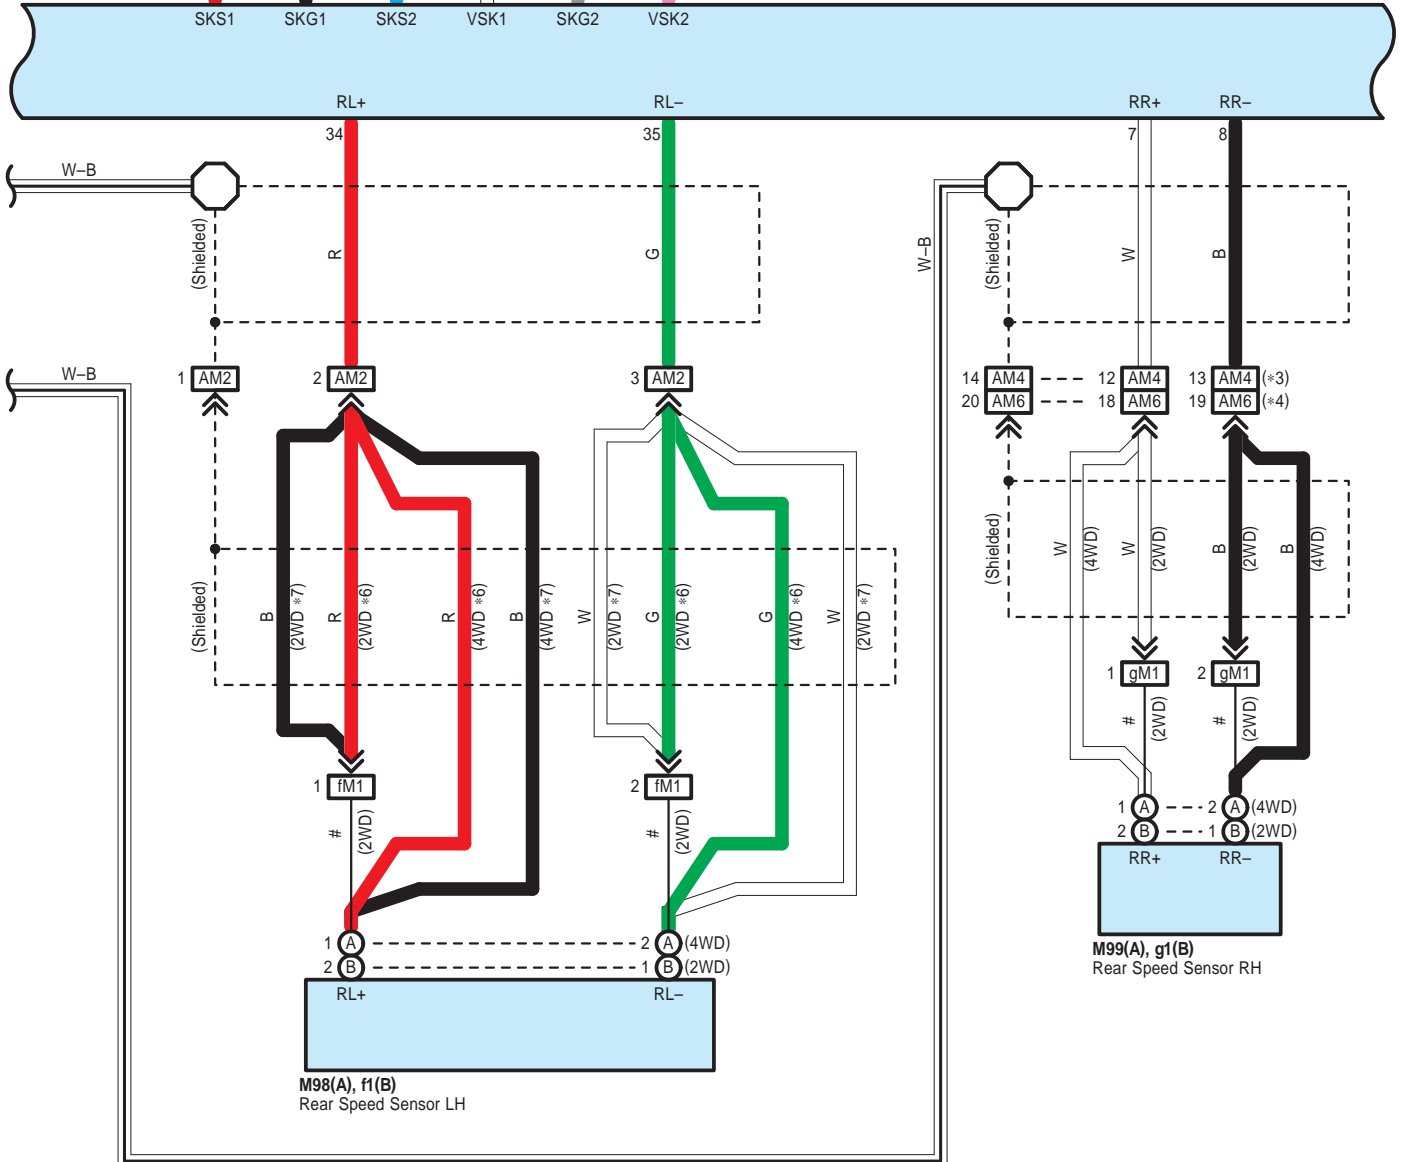 SKS1 SKG1 SKS2 VSK1 SKG2 VSK2
RL+ RL– RR+ RR–
34 35 7 8
W–B
(Shielded) R G W–B (Shielded) W B
W–B
1 AM2 2 AM2 3 AM2 14 AM4 12 AM4 13 AM4 (*3)
20 AM6 18 AM6 19 AM6 (*4)
(Shielded) B (2WD *7) R (2WD *6) R (4WD *6) B (4WD *7) W (2WD *7) G (2WD *6) G (4WD *6) W (2WD *7)
(Shielded) W (4WD) W (2WD) B (2WD) B (4WD)
1 gM1 2 gM1
# (2WD) # (2WD)
1 fM1 2 fM1
# (2WD) # (2WD)
1 A 2 A (4WD)
2 B 1 B (2WD)
RR+ RR–
M99(A), g1(B)
Rear Speed Sensor RH
1 A 2 A (4WD)
2 B 1 B (2WD)
RL+ RL–
M98(A), f1(B)
Rear Speed Sensor LH